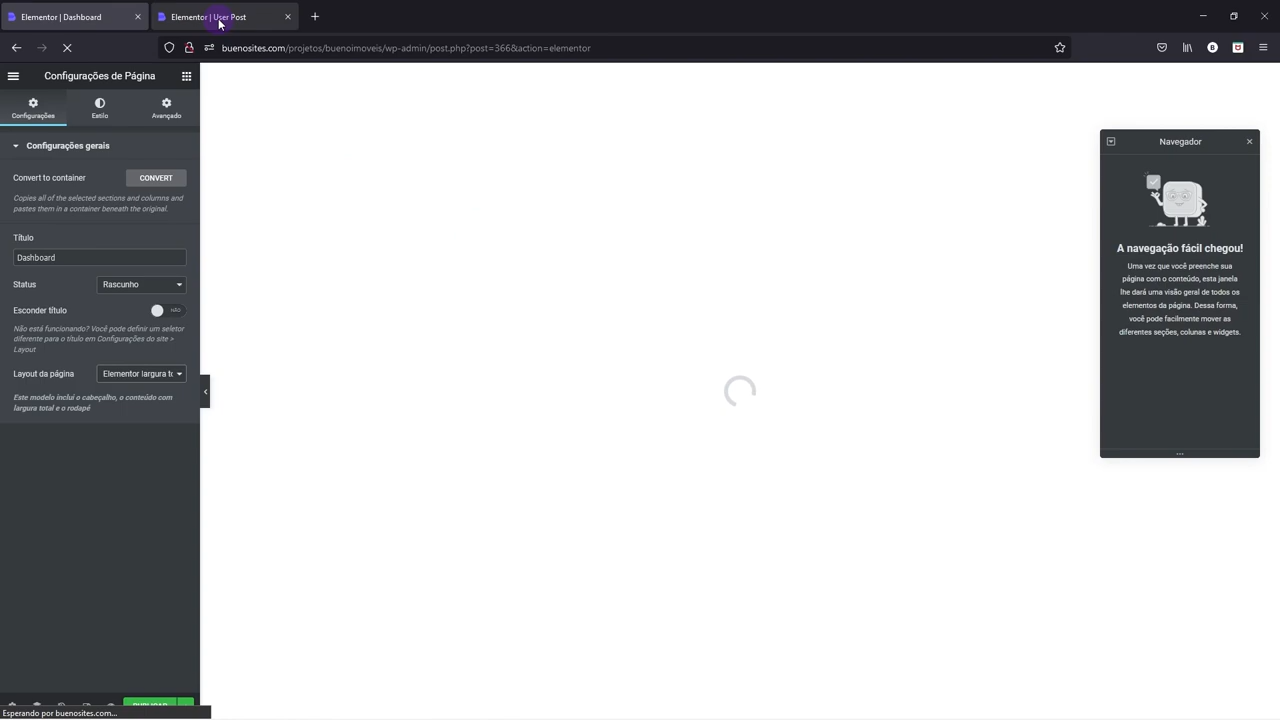 Elementor | Dashboard
Elementor | User Post
buenosites.com/projetos/buenoimoveis/wp-admin/post.php?post=366&action=elementor
Configurações de Página
Configurações
Estilo
Avançado
Configurações gerais
Convert to container
CONVERT
Copies all of the selected sections and columns and
pastes them in a container beneath the original.
Título
Dashboard
Status
Rascunho
Esconder título
NÃO
Não está funcionando? Você pode definir um seletor
diferente para o título em Configurações do site >
Layout
Layout da página
Elementor largura to
Este modelo inclui o cabeçalho, o conteúdo com
largura total e o rodapé
PUBLICAR
Esperando por buenosites.com...
Navegador
A navegação fácil chegou!
Uma vez que você preenche sua
página com o conteúdo, esta janela
lhe dará uma visão geral de todos os
elementos da página. Dessa forma,
você pode facilmente mover as
diferentes seções, colunas e widgets.